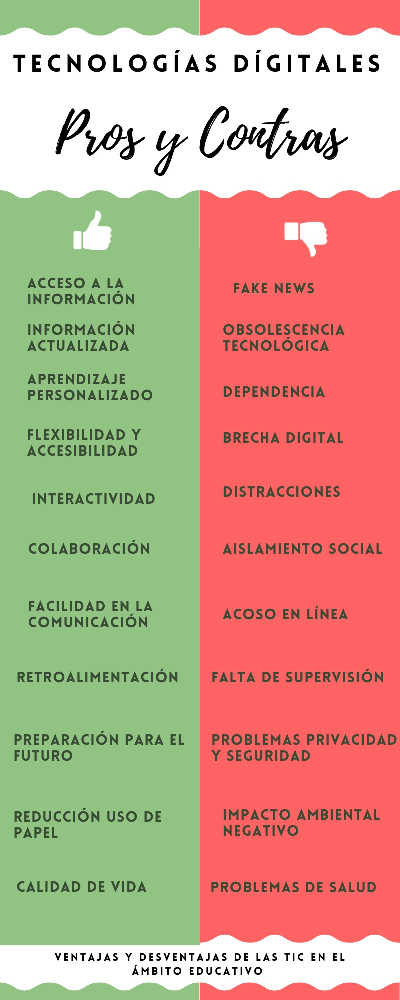 TECNOLOGÍAS DÍGITALES
Pros y Contras
ACCESO A LA
INFORMACIÓN
INFORMACIÓN
ACTUALIZADA
APRENDIZAJE
PERSONALIZADO
FLEXIBILIDAD Y
ACCESIBILIDAD
INTERACTIVIDAD
COLABORACIÓN
FACILIDAD EN LA
COMUNICACIÓN
RETROALIMENTACIÓN
PREPARACIÓN PARA EL
FUTURO
REDUCCIÓN USO DE
PAPEL
CALIDAD DE VIDA
FAKE NEWS
OBSOLESCENCIA
TECNOLÓGICA
DEPENDENCIA
BRECHA DIGITAL
DISTRACCIONES
AISLAMIENTO SOCIAL
ACOSO EN LÍNEA
FALTA DE SUPERVISIÓN
PROBLEMAS PRIVACIDAD
Y SEGURIDAD
IMPACTO AMBIENTAL
NEGATIVO
PROBLEMAS DE SALUD
VENTAJAS Y DESVENTAJAS DE LAS TIC EN EL
ÁMBITO EDUCATIVO